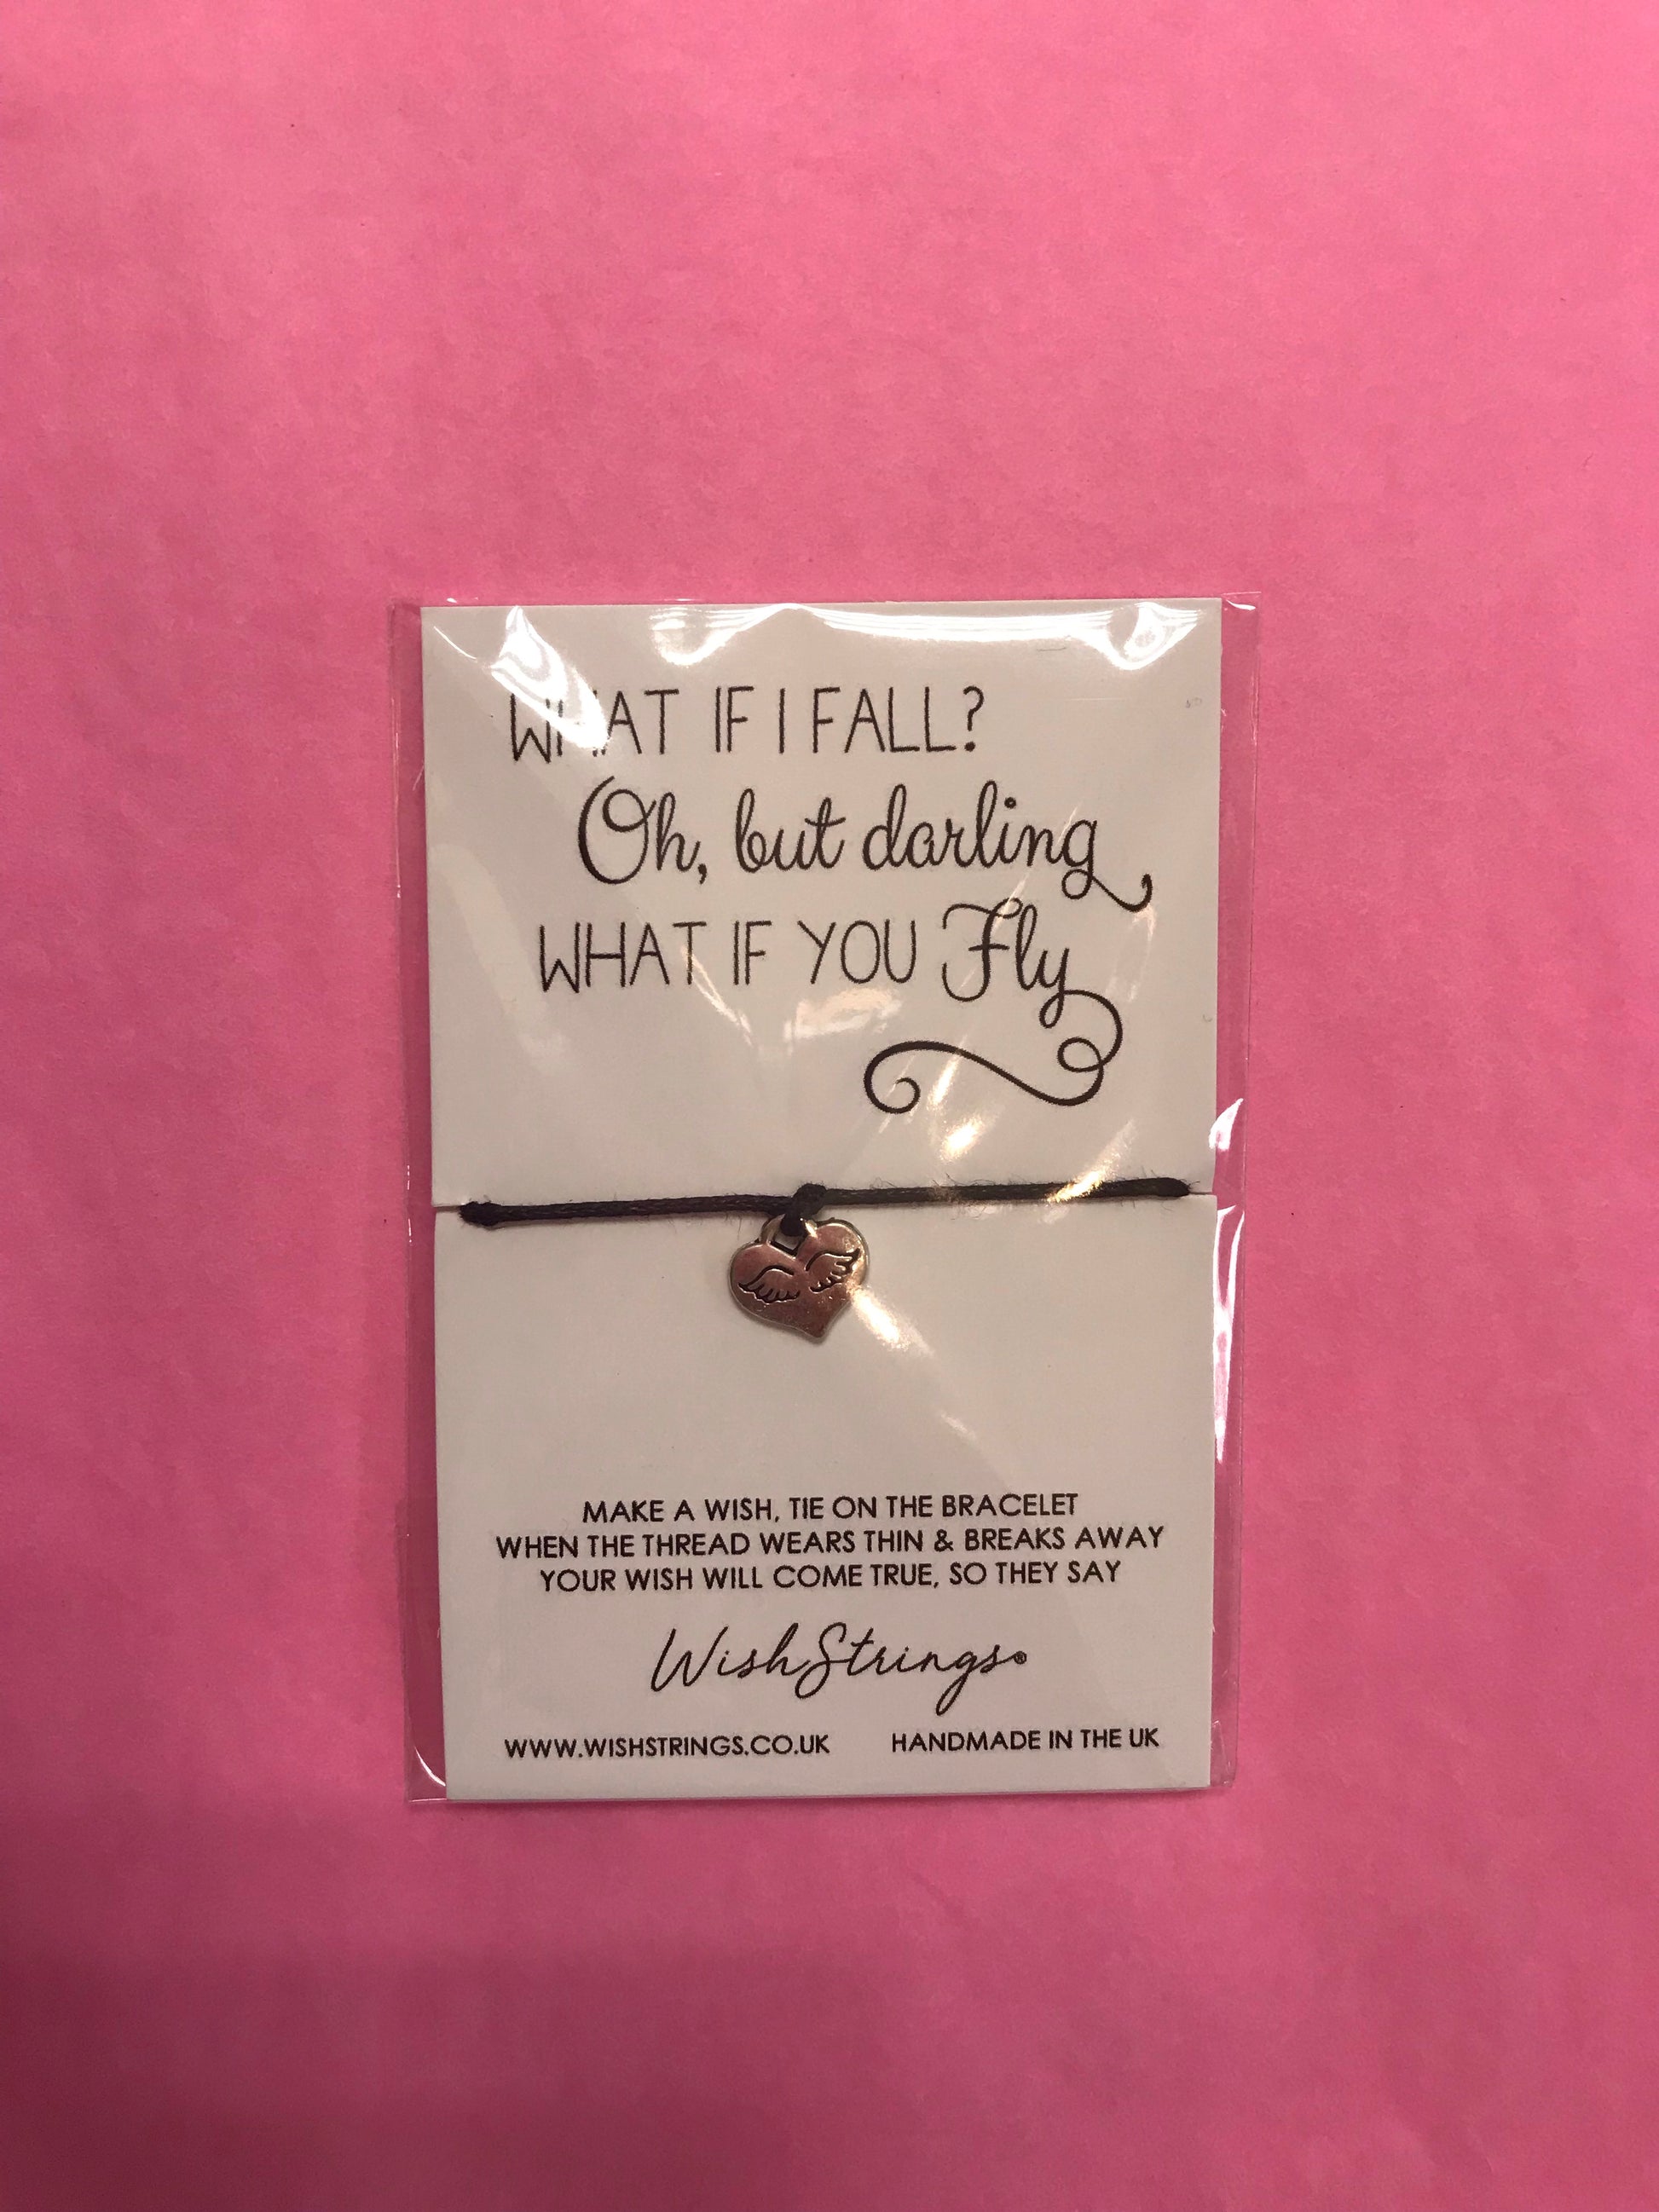 WHAT IF I FALL?
Oh, but darling
WHAT IF YOU Fly
MAKE A WISH, TIE ON THE BRACELET
WHEN THE THREAD WEARS THIN & BREAKS AWAY
YOUR WISH WILL COME TRUE, SO THEY SAY
WishStrings®
WWW.WISHSTRINGS.CO.UK HANDMADE IN THE UK